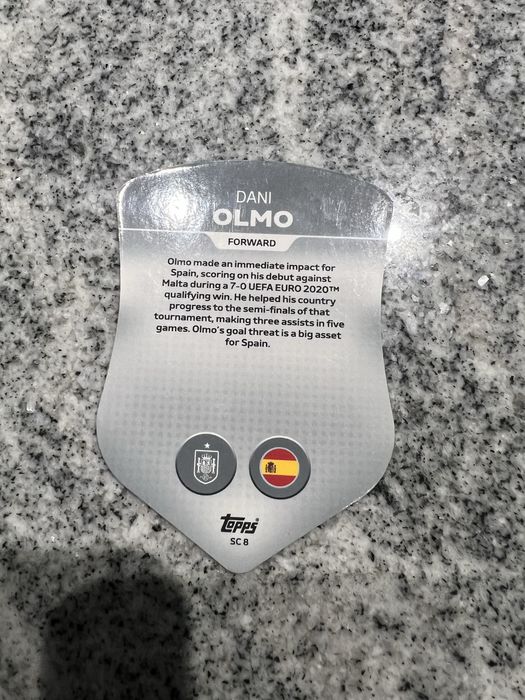 DANI
OLMO
FORWARD
Olmo made an immediate impact for
Spain, scoring on his debut against
Malta during a 7-0 UEFA EURO 2020™
qualifying win. He helped his country
progress to the semi-finals of that
tournament, making three assists in five
games. Olmo's goal threat is a big asset
for Spain.
Topps
SC 8